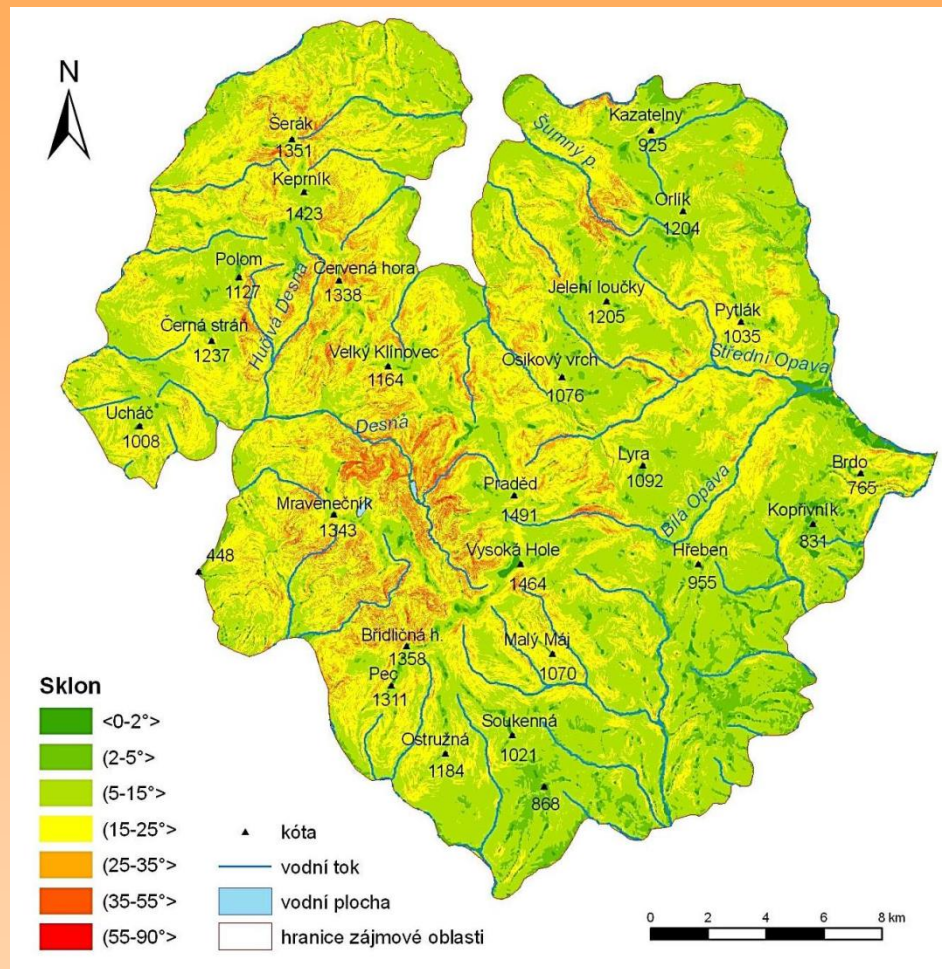 N
Šerák
1351
Keprník
1423
Kazatelny
925
Šumný p.
Orlík
1204
Polom
1127
Červená hora
1338
Hučivá Desná
Jelení loučky
1205
Pytlák
1035
Černá stráň
1237
Velký Klínovec
1164
Osikový vrch
1076
Střední Opava
Ucháč
1008
Desná
Lyra
1092
Brdo
765
Praděd
1491
Bílá Opava
Mravenečník
1343
Kopřivník
831
448
Vysoká Hole
1464
Hřeben
955
Břidličná h.
1358
Malý Máj
1070
Pec
1311
Soukenná
1021
Ostružná
1184
868
Sklon
<0-2°>
(2-5°>
(5-15°>
(15-25°>
(25-35°>
(35-55°>
(55-90°>
kóta
vodní tok
vodní plocha
hranice zájmové oblasti
0 2 4 6 8 km